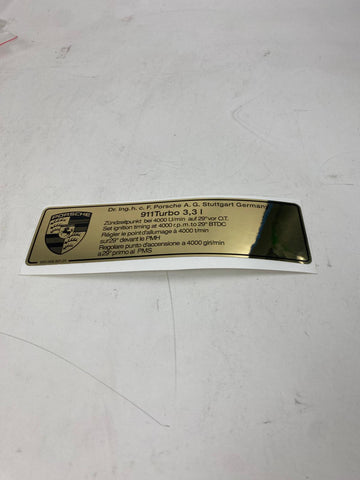 Dr. Ing. h. c. F. Porsche A. G. Stuttgart Germany
911Turbo 3,3 l
PORSCHE
Zündzeitpunkt bei 4000 U/min auf 29° vor O.T.
Set ignition timing at 4000 r.p.m. to 29° BTDC
Régler le point d'allumage à 4000 t/min
sur 29° devant le PMH
Regolare punto d'accensione a 4000 giri/min
a 29° primo al PMS